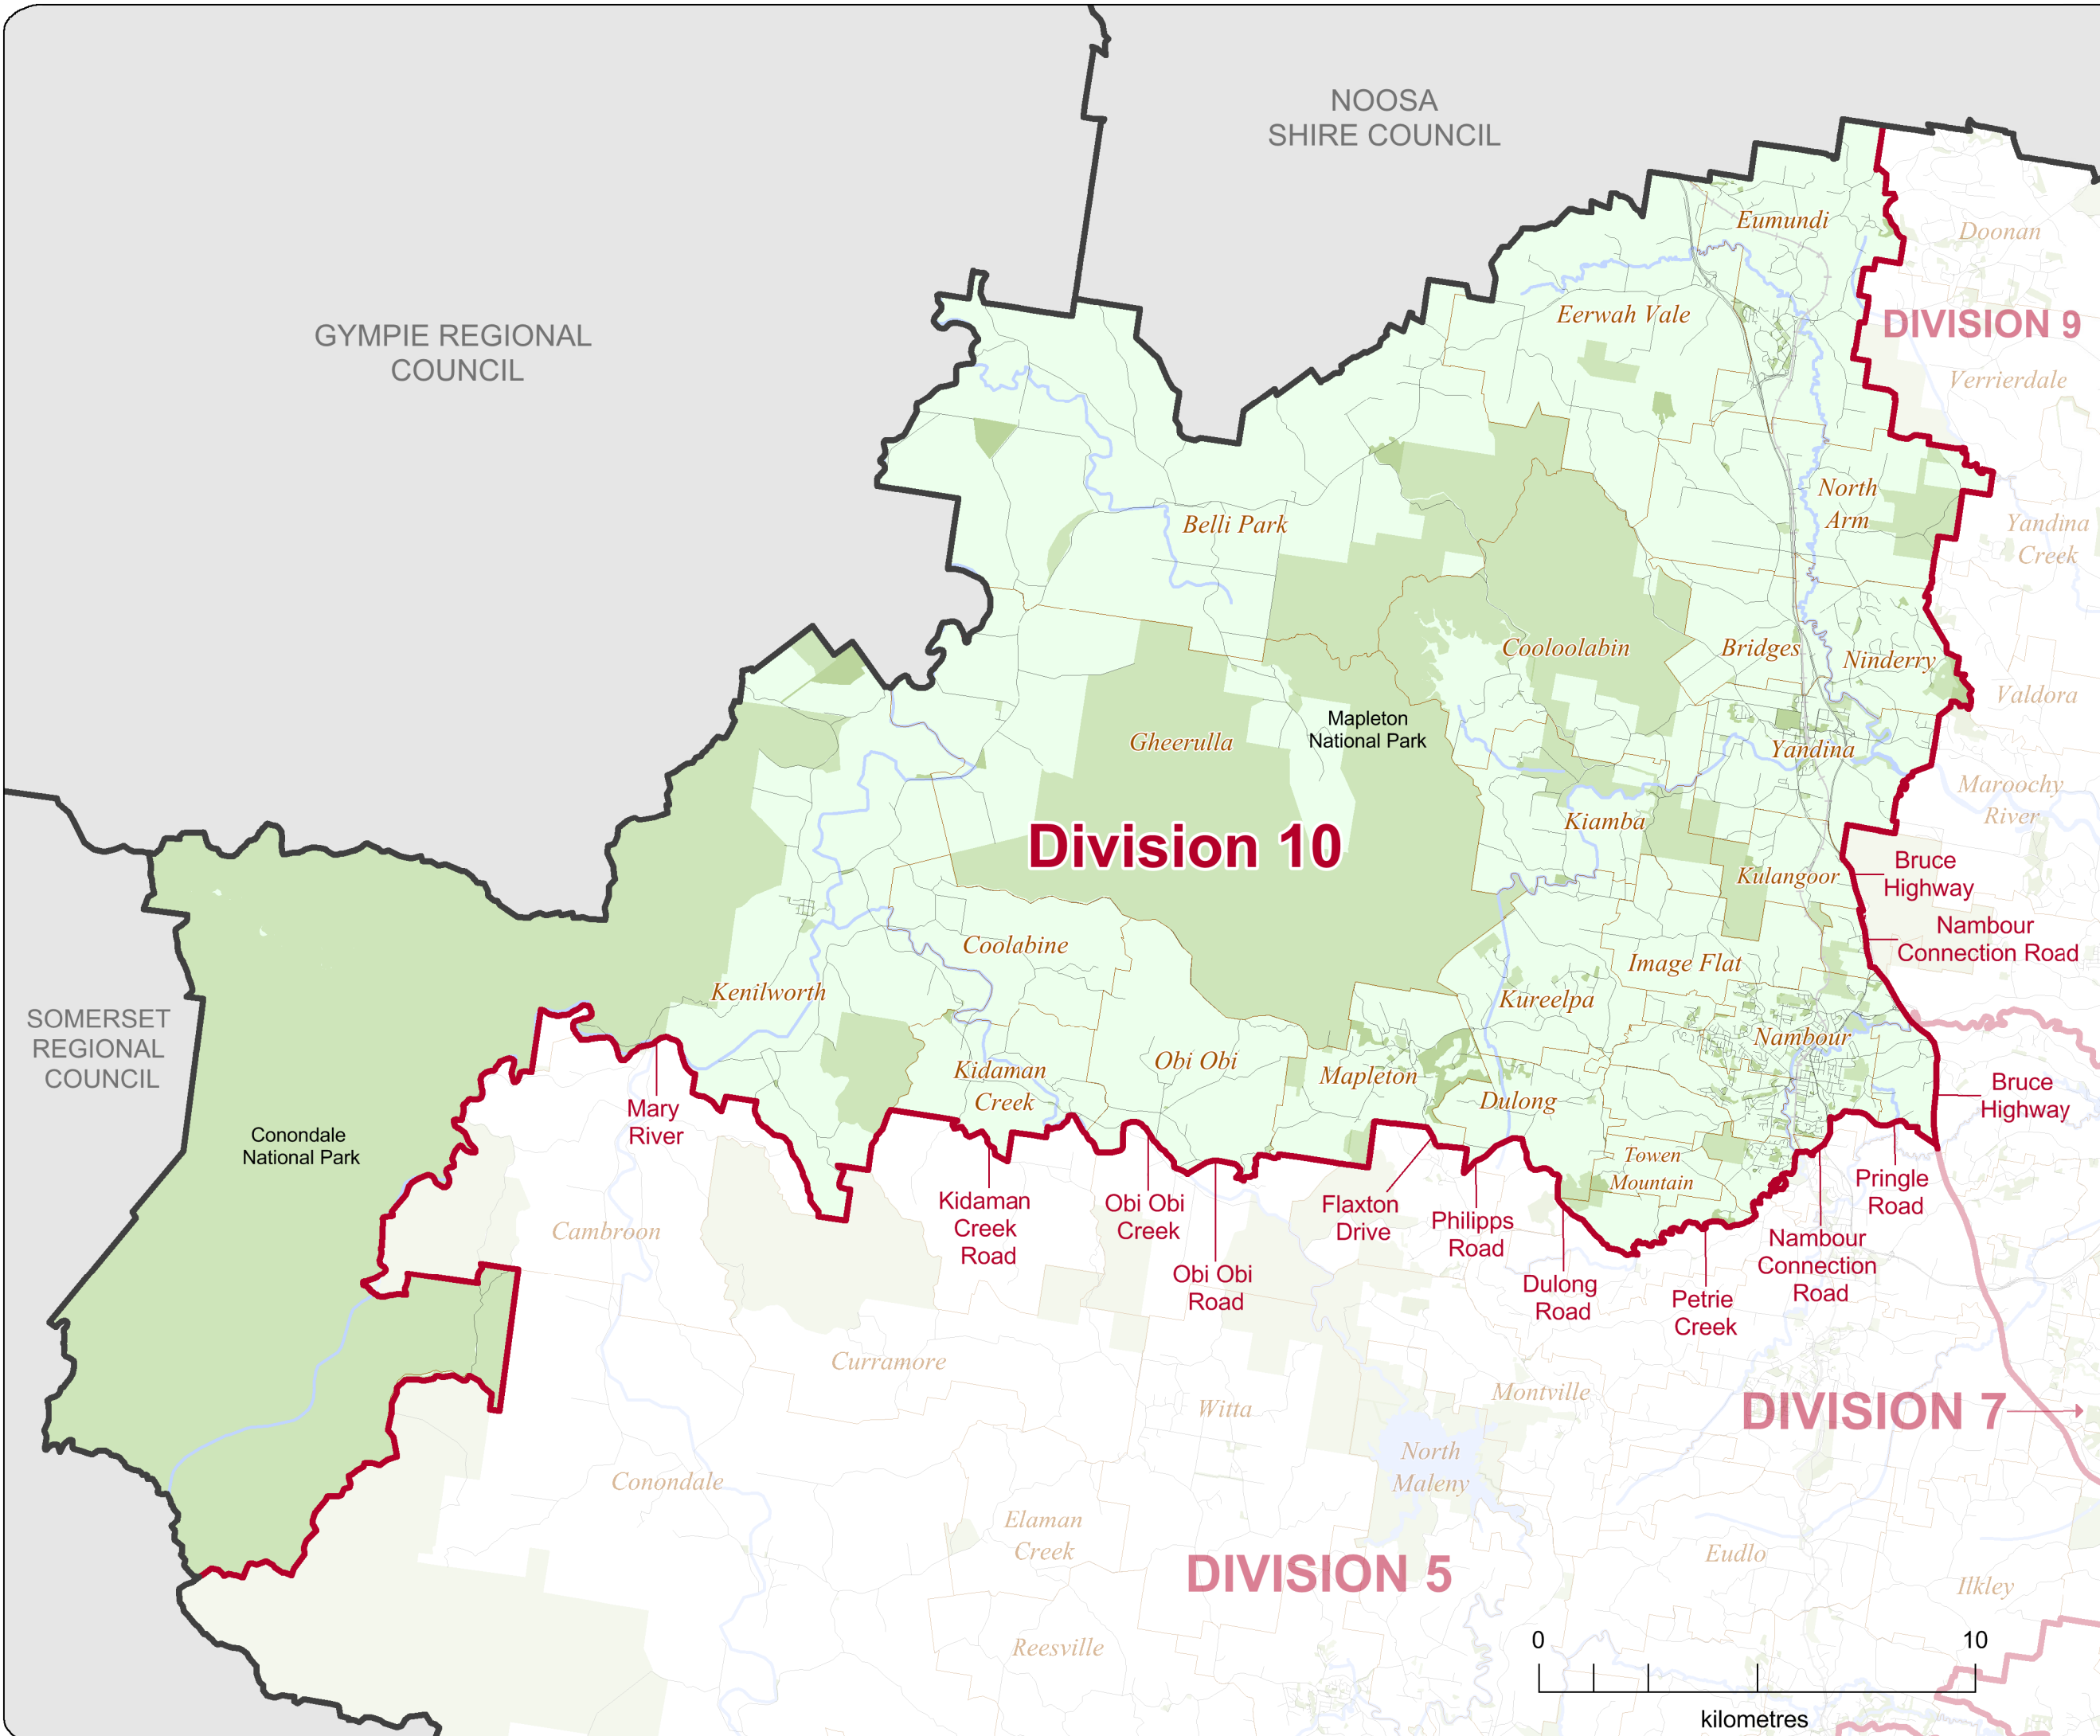 NOOSA
SHIRE COUNCIL
Eumundi
Doonan
Eerwah Vale
DIVISION 9
GYMPIE REGIONAL
COUNCIL
Verrierdale
North
Arm
Belli Park
Yandina
Creek
Cooloolabin
Bridges
Ninderry
Valdora
Mapleton
National Park
Gheerulla
Yandina
Maroochy
River
Kiamba
Division 10
Bruce
Highway
Kulangoor
Nambour
Connection Road
Coolabine
Image Flat
Kenilworth
Kureelpa
SOMERSET
REGIONAL
COUNCIL
Nambour
Obi Obi
Kidaman
Creek
Mapleton
Dulong
Bruce
Highway
Mary
River
Conondale
National Park
Towen
Mountain
Pringle
Road
Kidaman
Creek
Road
Obi Obi
Creek
Flaxton
Drive
Philipps
Road
Cambroon
Nambour
Connection
Road
Obi Obi
Road
Dulong
Road
Petrie
Creek
Curramore
Montville
Witta
DIVISION 7
North
Maleny
Conondale
Elaman
Creek
Eudlo
DIVISION 5
Ilkley
Reesville
0 10
kilometres